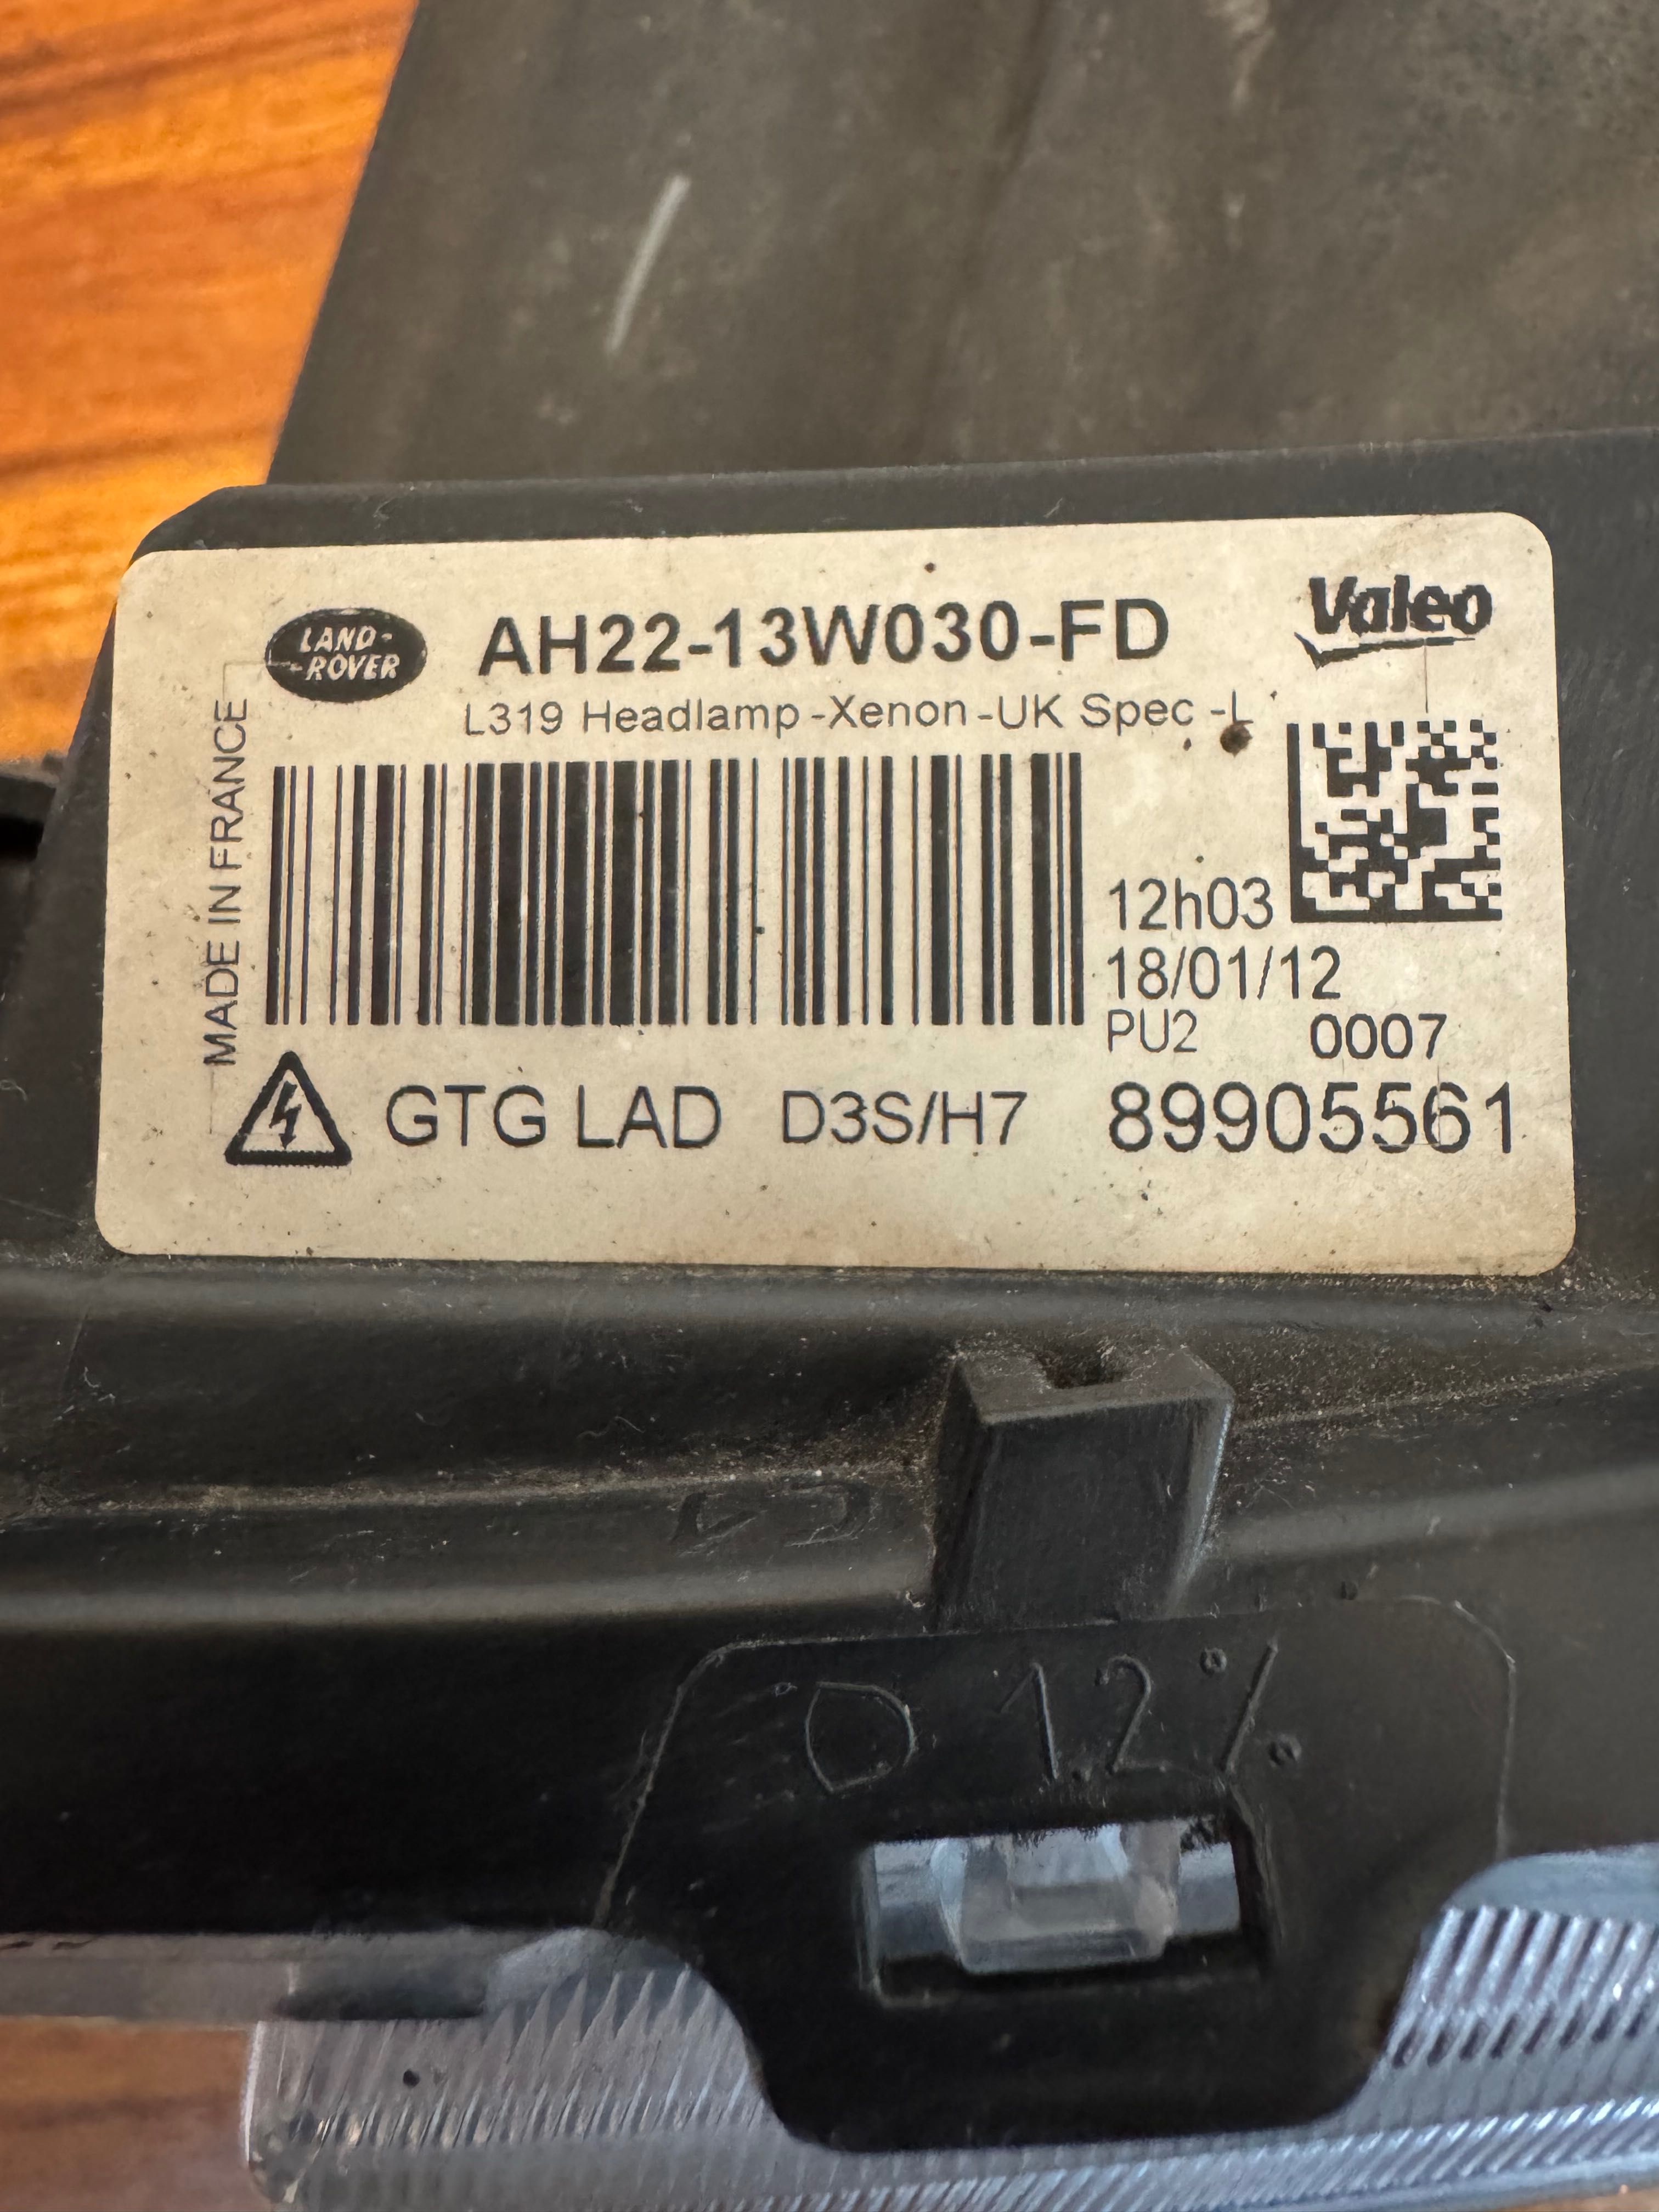 LAND-
ROVER
AH22-13W030-FD
Valeo
L319 Headlamp-Xenon-UK Spec-L
MADE IN FRANCE
12h03
18/01/12
PU2 0007
GTG LAD D3S/H7 89905561
D 1.2%